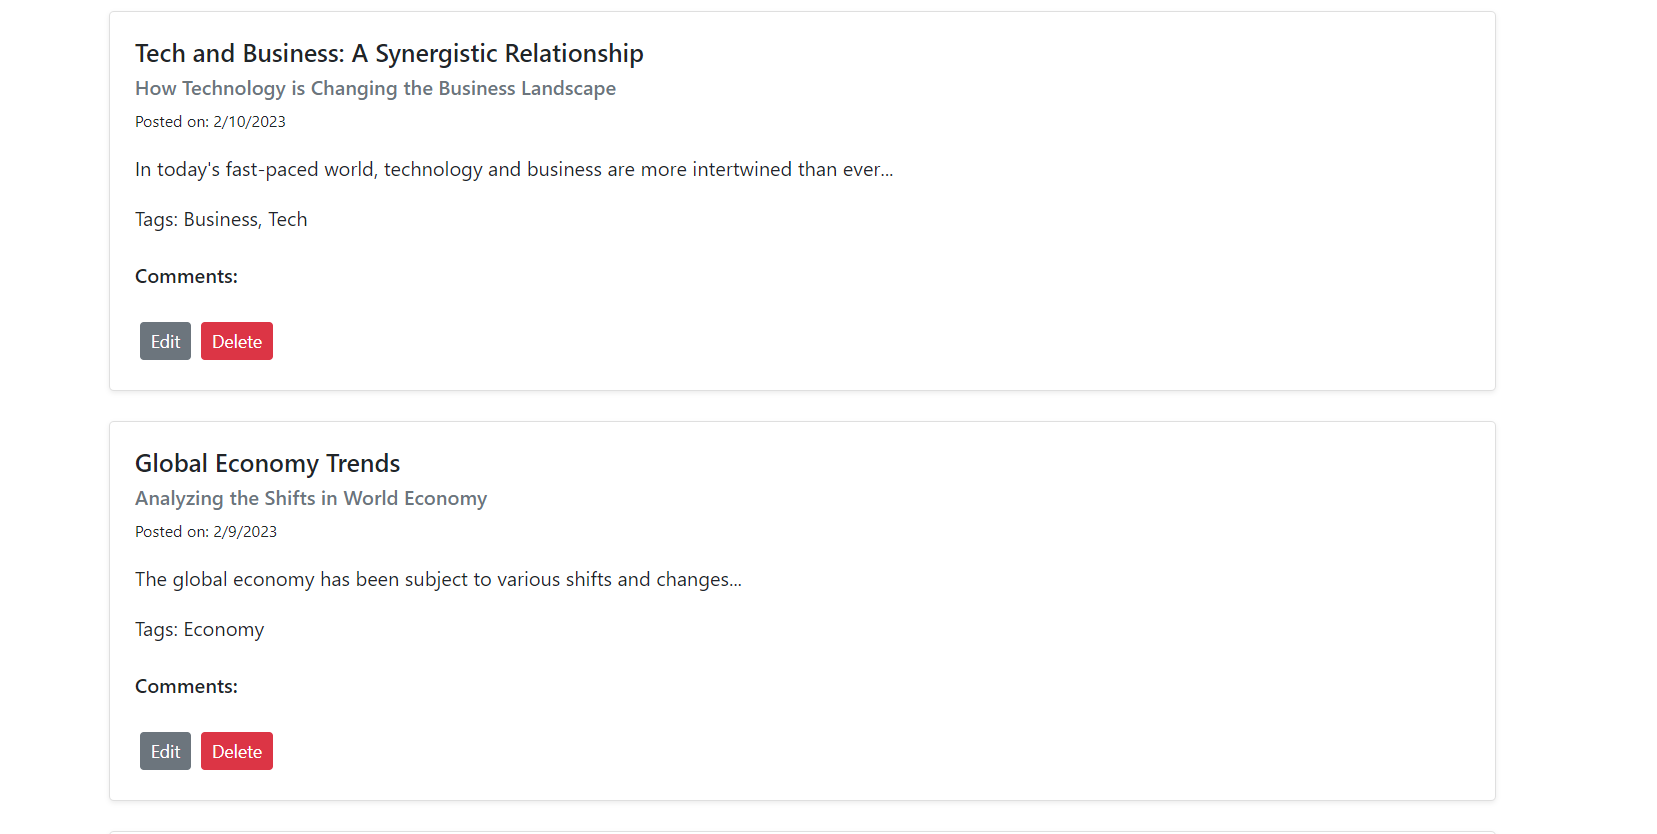 Tech and Business: A Synergistic Relationship
How Technology is Changing the Business Landscape
Posted on: 2/10/2023
In today's fast-paced world, technology and business are more intertwined than ever...
Tags: Business, Tech
Comments:
Edit Delete
Global Economy Trends
Analyzing the Shifts in World Economy
Posted on: 2/9/2023
The global economy has been subject to various shifts and changes...
Tags: Economy
Comments:
Edit Delete